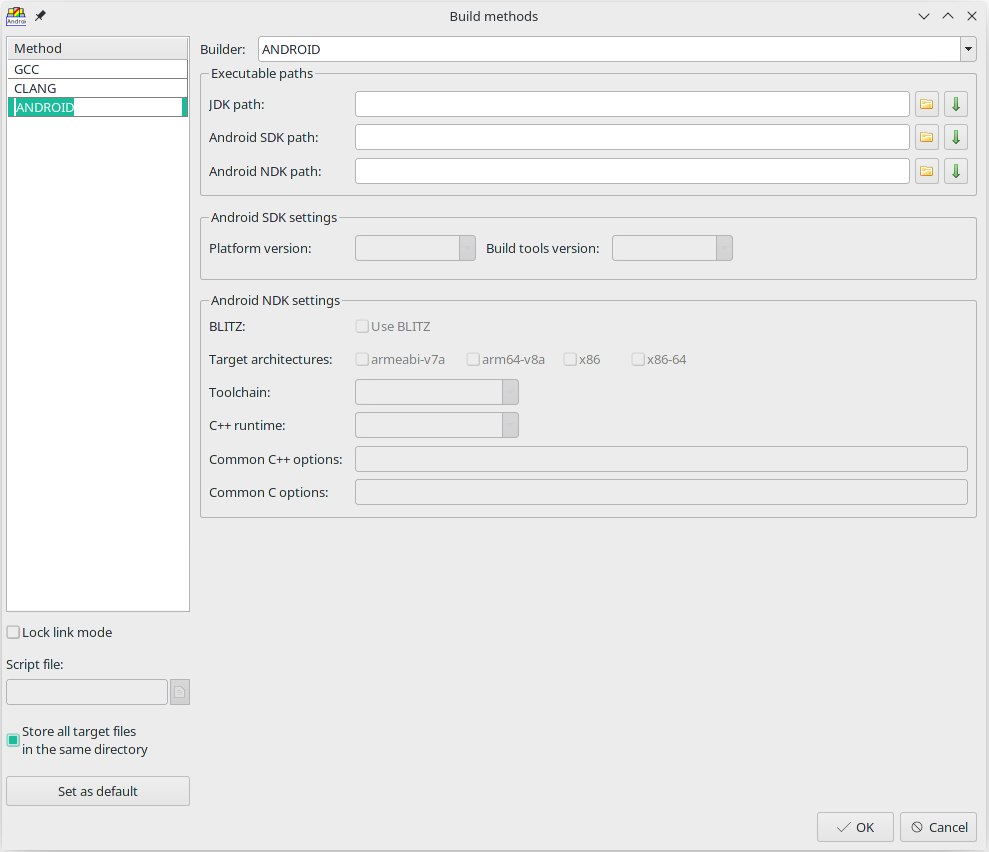 Build methods
Andro
Method
GCC
CLANG
ANDROID
Builder: ANDROID
Executable paths
JDK path:
Android SDK path:
Android NDK path:
Android SDK settings
Platform version: Build tools version:
Android NDK settings
BLITZ: Use BLITZ
Target architectures: armeabi-v7a arm64-v8a x86 x86-64
Toolchain:
C++ runtime:
Common C++ options:
Common C options:
Lock link mode
Script file:
Store all target files
in the same directory
Set as default
OK Cancel